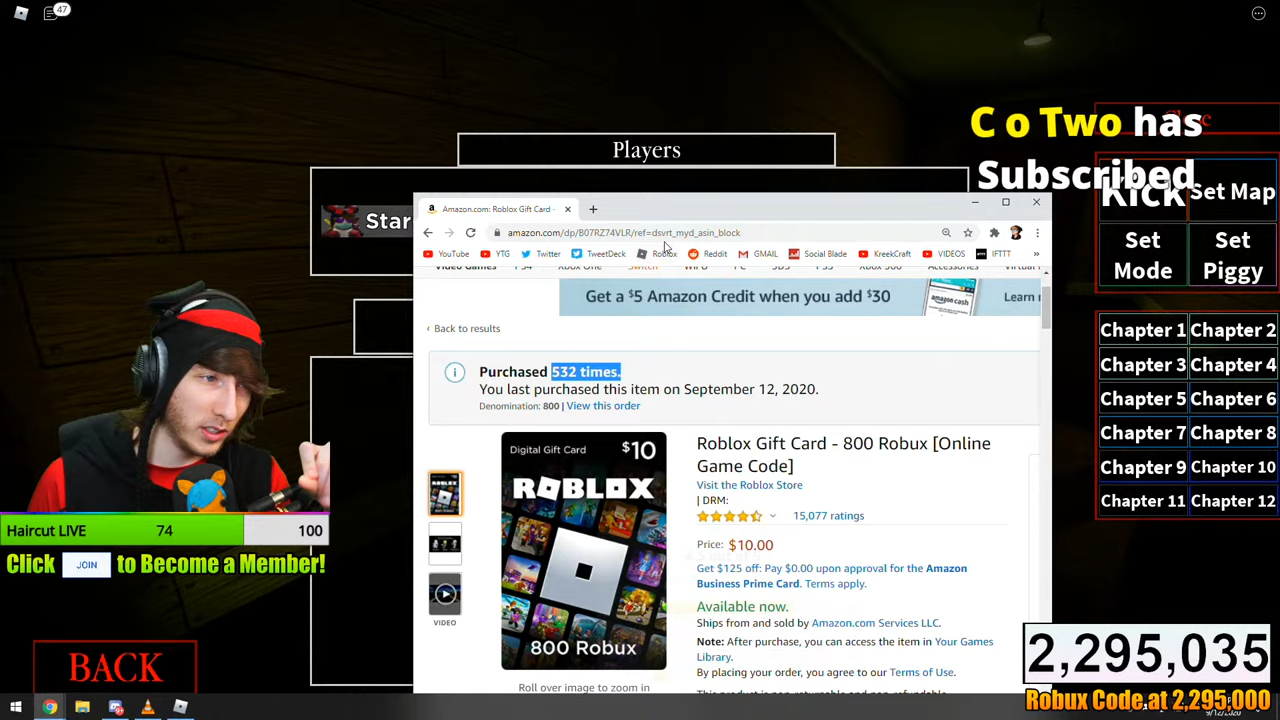 47
C o Two has
Subscribed
Players
Star
Kick
Set Map
Set Mode
Set Piggy
Chapter 1
Chapter 2
Chapter 3
Chapter 4
Chapter 5
Chapter 6
Chapter 7
Chapter 8
Chapter 9
Chapter 10
Chapter 11
Chapter 12
Amazon.com: Roblox Gift Card -
amazon.com/dp/B07RZ74VLR/ref=dsvrt_myd_asin_block
YouTube
YTG
Twitter
TweetDeck
Roblox
Reddit
GMAIL
Social Blade
VIDEOS
KreekCraft
IFTTT
»
Get a $5 Amazon Credit when you add $30
amazon cash
Learn
‹ Back to results
Purchased 532 times.
You last purchased this item on September 12, 2020.
Denomination: 800 | View this order
Digital Gift Card
$10
ROBLOX
800 Robux
VIDEO
Roll over image to zoom in
Roblox Gift Card - 800 Robux [Online
Game Code]
Visit the Roblox Store
| DRM:
15,077 ratings
Price: $10.00
Get $125 off: Pay $0.00 upon approval for the Amazon
Business Prime Card. Terms apply.
Available now.
Ships from and sold by Amazon.com Services LLC.
Note: After purchase, you can access the item in Your Games
Library.
By placing your order, you agree to our Terms of Use.
Haircut LIVE 74 100
Click JOIN to Become a Member!
BACK
2,295,035
Robux Code at 2,295,000
9/12/2020